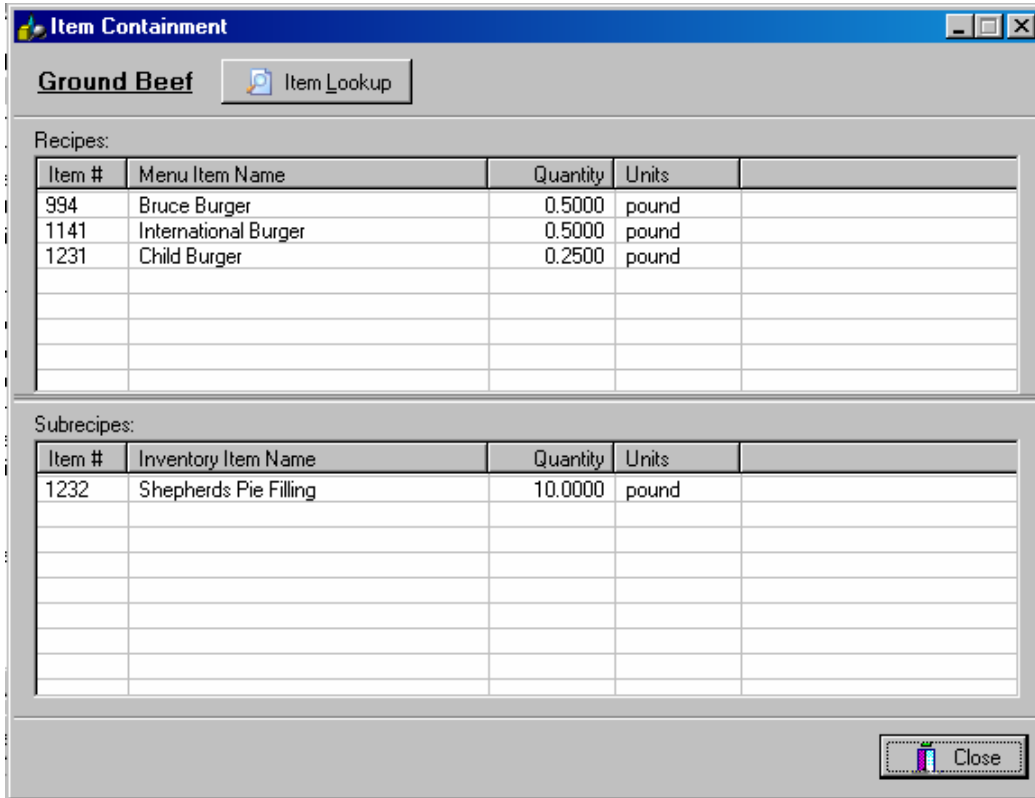 Item Containment
Ground Beef Item Lookup
Recipes:
Item # Menu Item Name Quantity Units
994 Bruce Burger 0.5000 pound
1141 International Burger 0.5000 pound
1231 Child Burger 0.2500 pound
Subrecipes:
Item # Inventory Item Name Quantity Units
1232 Shepherds Pie Filling 10.0000 pound
Close